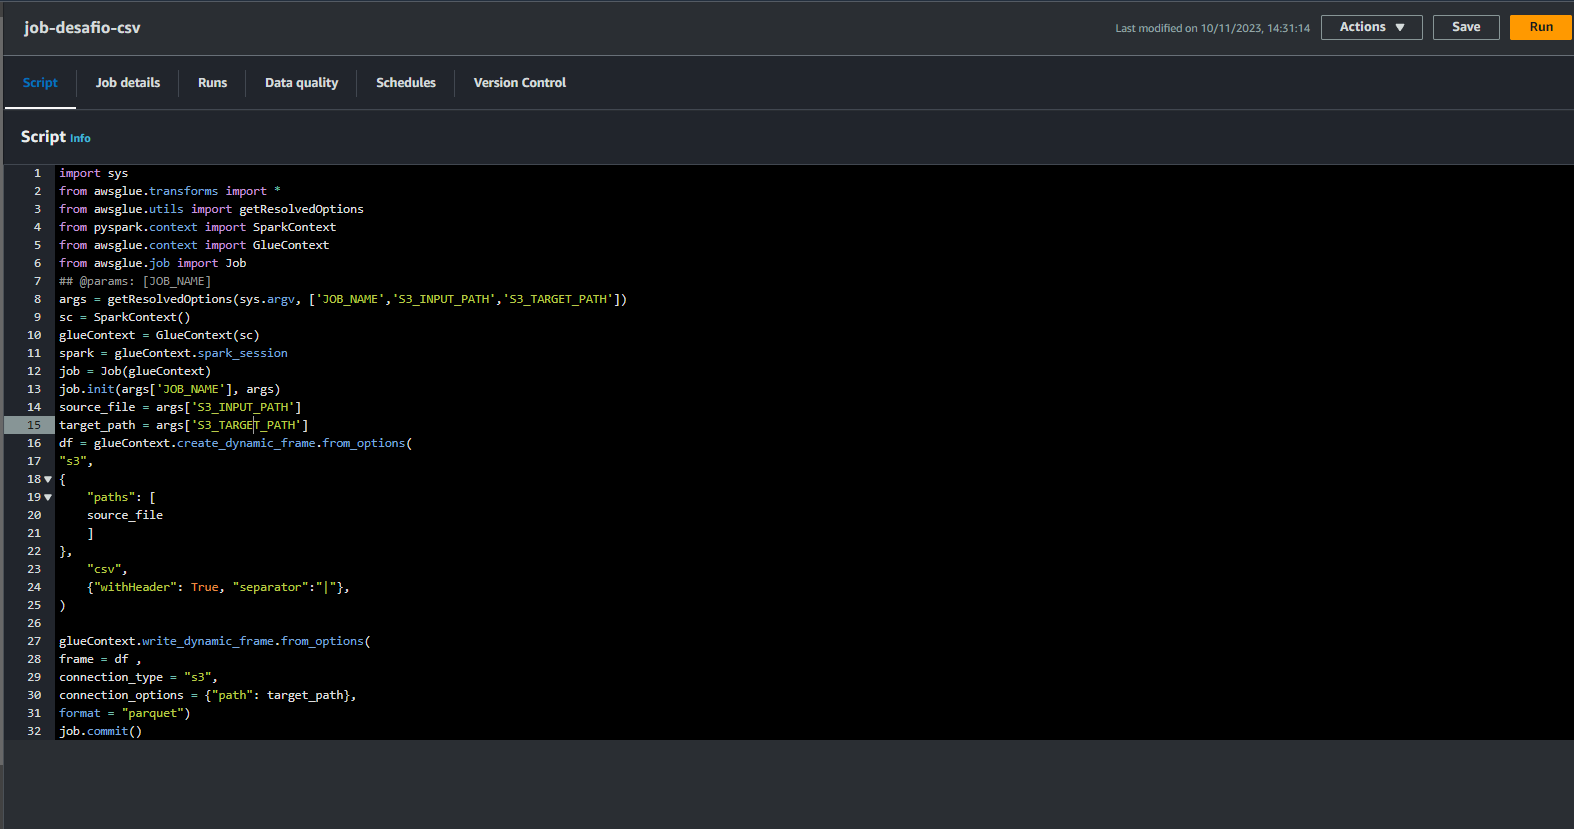 job-desafio-csv
Last modified on 10/11/2023, 14:31:14
Actions ▼
Save
Run
Script
Job details
Runs
Data quality
Schedules
Version Control
Script Info
1 import sys
2 from awsglue.transforms import *
3 from awsglue.utils import getResolvedOptions
4 from pyspark.context import SparkContext
5 from awsglue.context import GlueContext
6 from awsglue.job import Job
7 ## @params: [JOB_NAME]
8 args = getResolvedOptions(sys.argv, ['JOB_NAME','S3_INPUT_PATH','S3_TARGET_PATH'])
9 sc = SparkContext()
10 glueContext = GlueContext(sc)
11 spark = glueContext.spark_session
12 job = Job(glueContext)
13 job.init(args['JOB_NAME'], args)
14 source_file = args['S3_INPUT_PATH']
15 target_path = args['S3_TARGET_PATH']
16 df = glueContext.create_dynamic_frame.from_options(
17 "s3",
18 {
19     "paths": [
20     source_file
21     ]
22 },
23     "csv",
24     {"withHeader": True, "separator":"|"},
25 )
26
27 glueContext.write_dynamic_frame.from_options(
28 frame = df ,
29 connection_type = "s3",
30 connection_options = {"path": target_path},
31 format = "parquet")
32 job.commit()